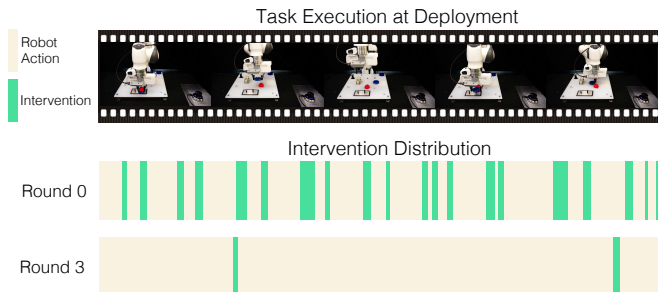 Task Execution at Deployment
Robot
Action
Intervention
Intervention Distribution
Round 0
Round 3